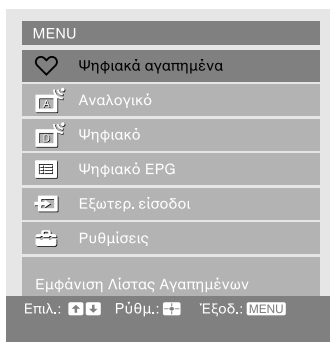 MENU
Ψηφιακά αγαπημένα
A Αναλογικό
D Ψηφιακό
Ψηφιακό EPG
Εξωτερ. είσοδοι
Ρυθμίσεις
Εμφάνιση Λίστας Αγαπημένων
Επιλ.: Ρύθμ.: Έξοδ.: MENU